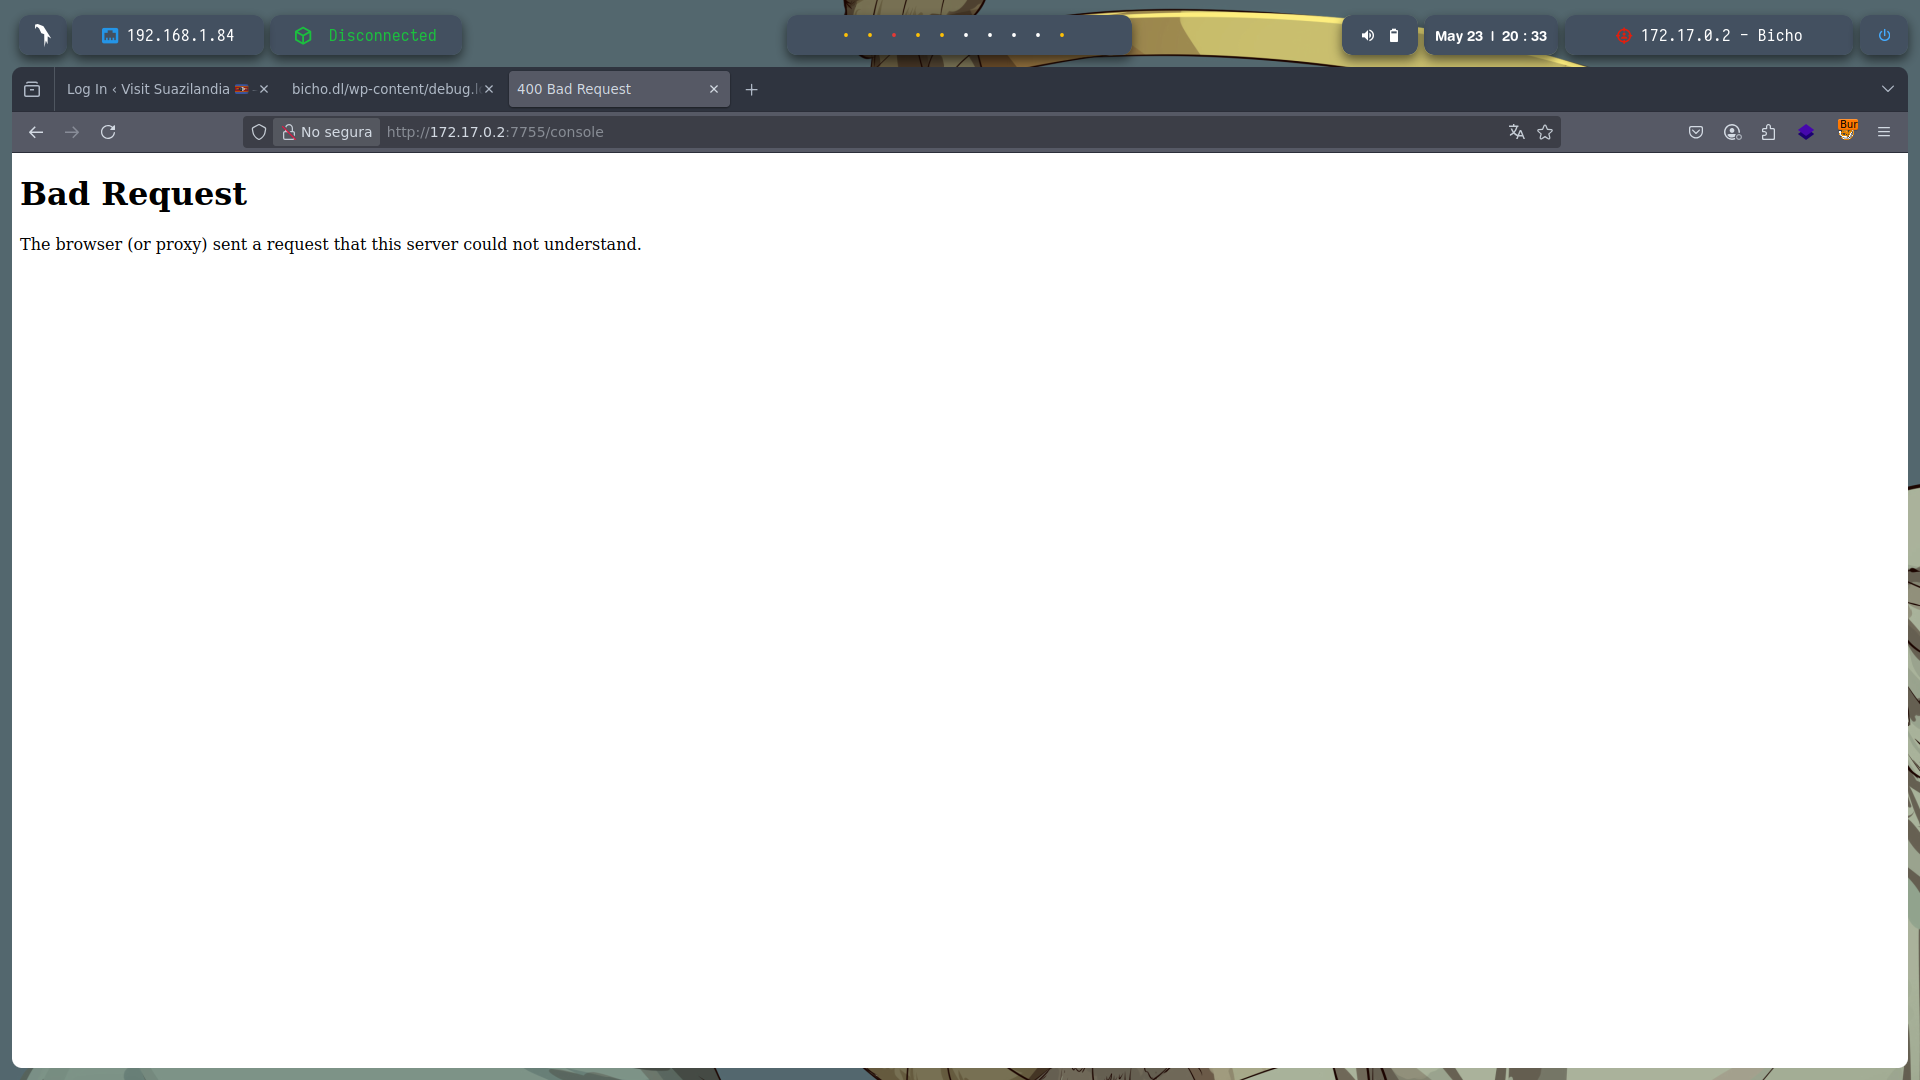 192.168.1.84
Disconnected
May 23 | 20 : 33
172.17.0.2 - Bicho
Log In ‹ Visit Suazilandia
bicho.dl/wp-content/debug.
400 Bad Request
No segura
http://172.17.0.2:7755/console
Bur
Bad Request
The browser (or proxy) sent a request that this server could not understand.